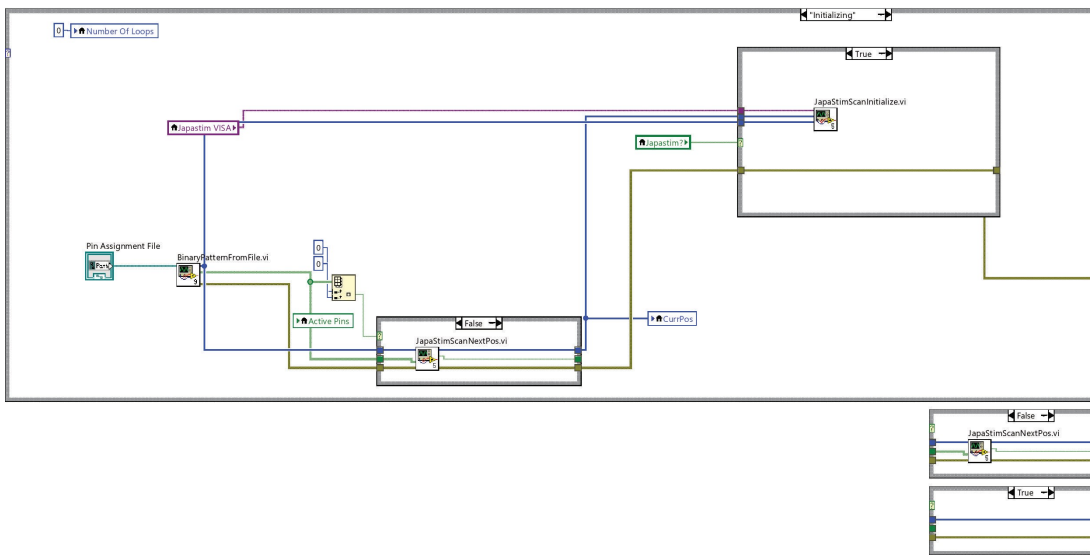 "Initializing"
0
Number Of Loops
True
JapaStimScanInitialize.vi
Japastim VISA
Japastim?
Pin Assignment File
BinaryPatternFromFile.vi
0
0
Active Pins
False
CurrPos
JapaStimScanNextPos.vi
False
JapaStimScanNextPos.vi
True